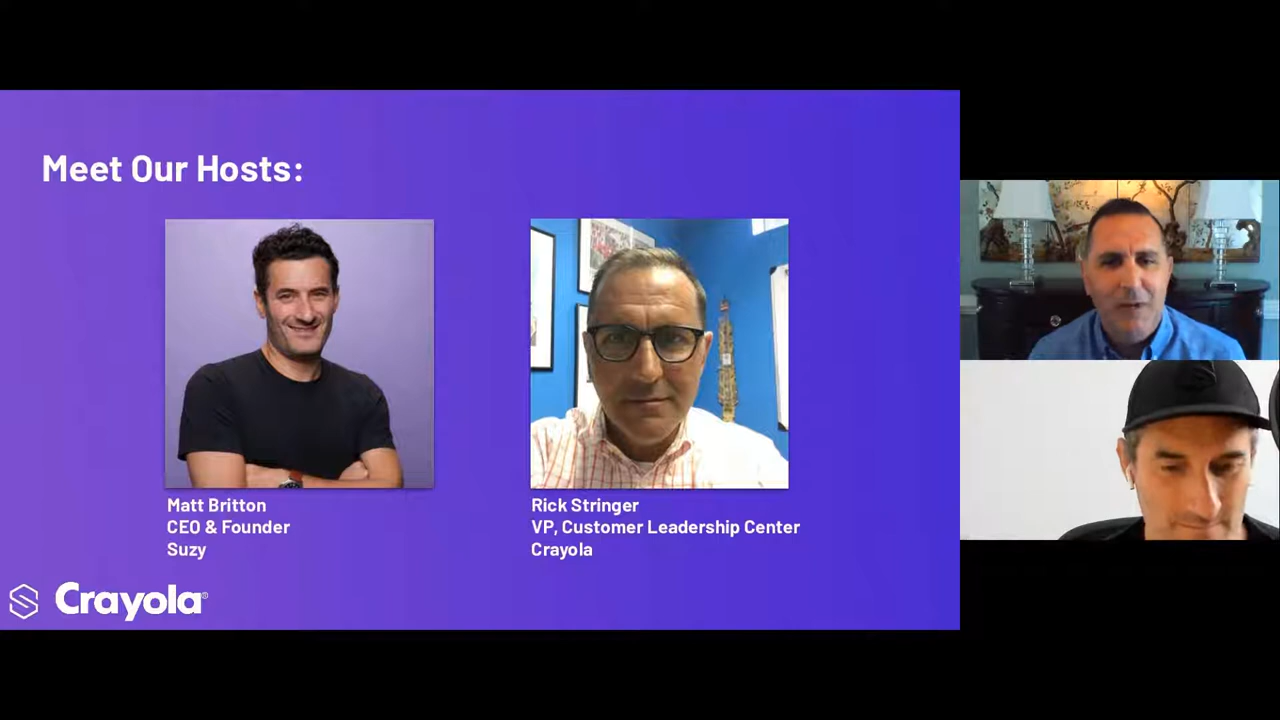 Meet Our Hosts:
Matt Britton
CEO & Founder
Suzy
Rick Stringer
VP, Customer Leadership Center
Crayola
Crayola®